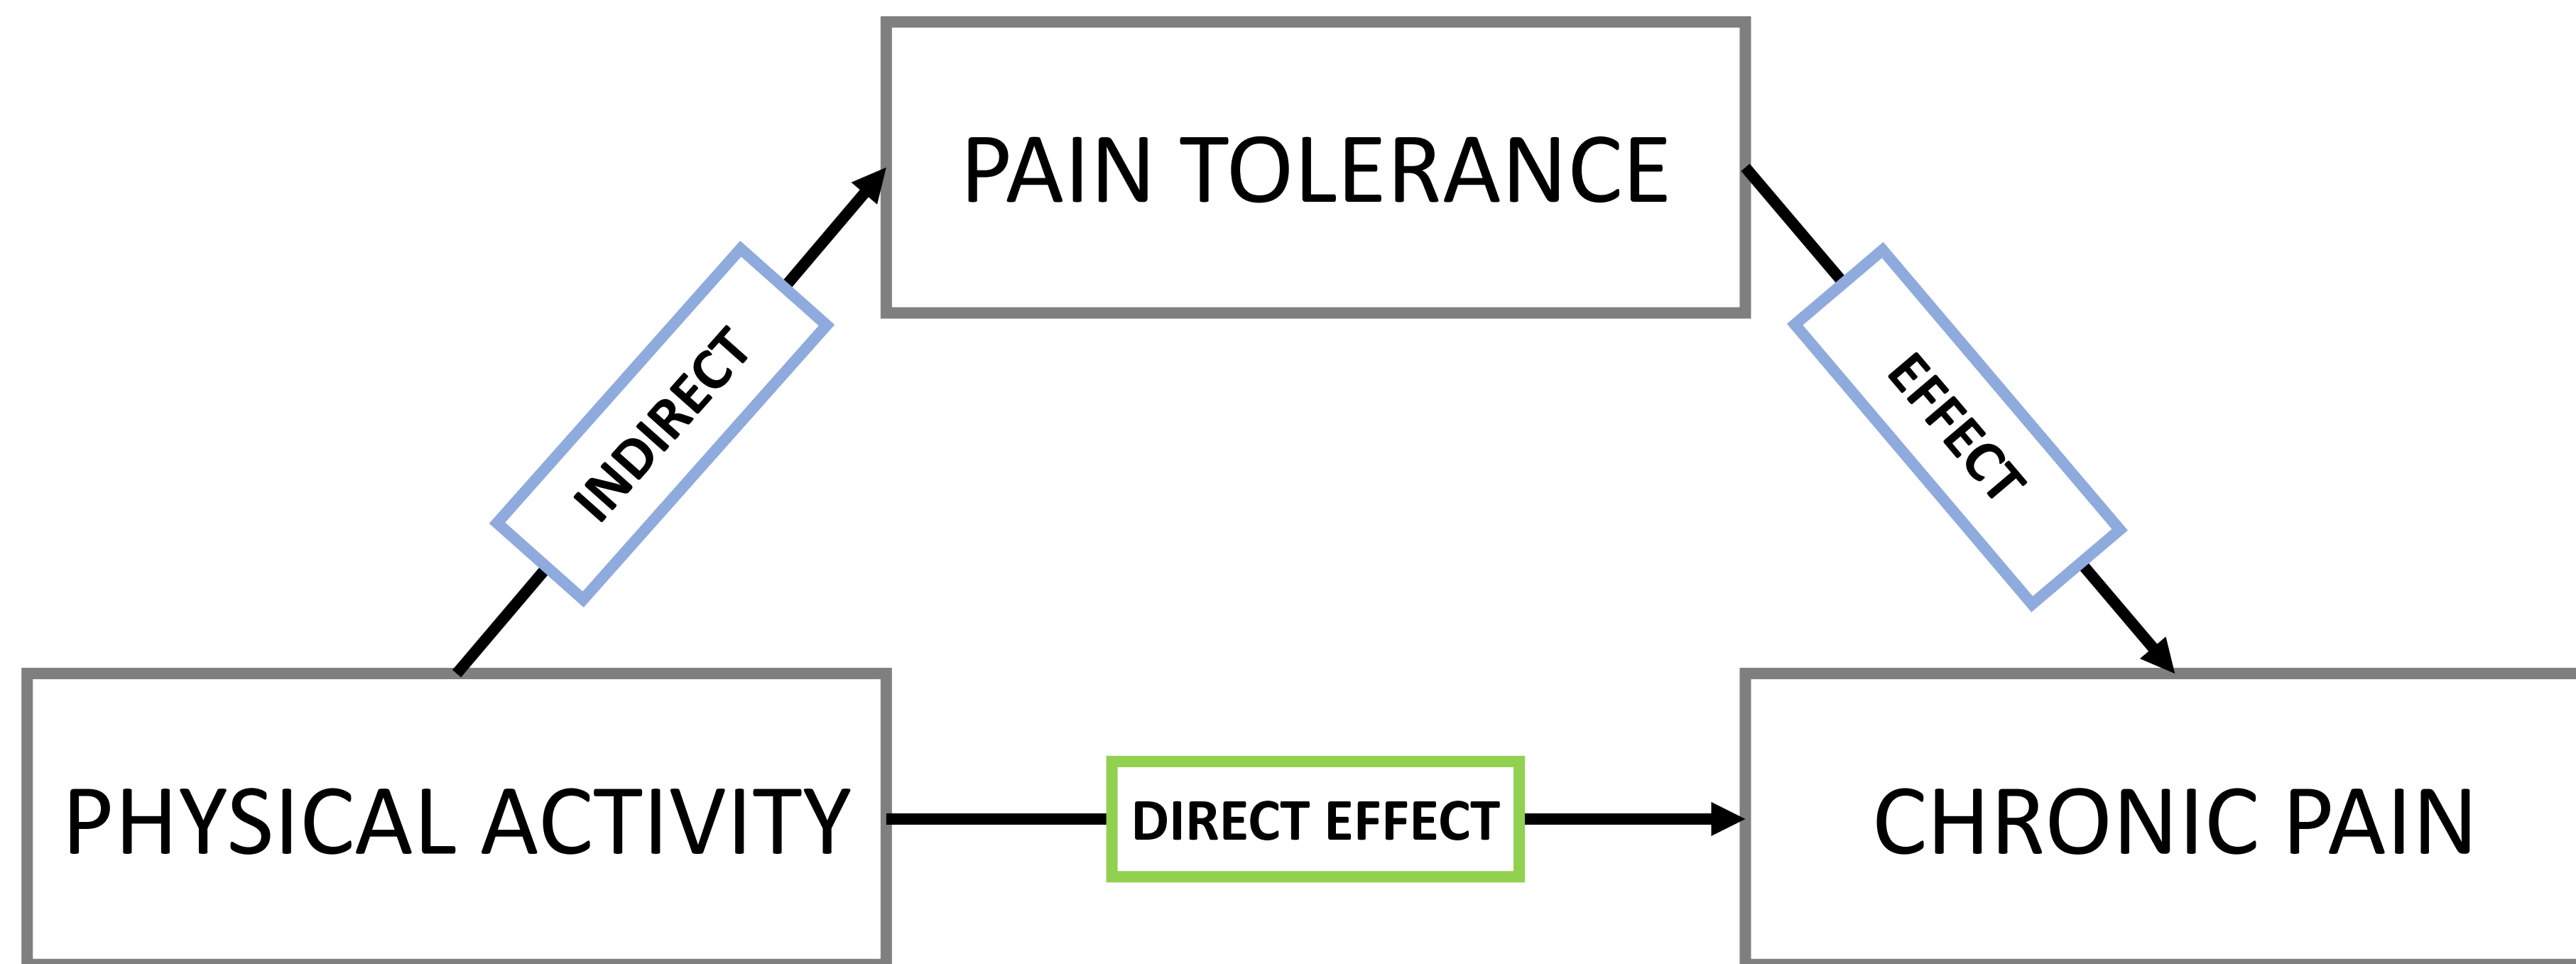 PAIN TOLERANCE
INDIRECT
EFFECT
PHYSICAL ACTIVITY
DIRECT EFFECT
CHRONIC PAIN